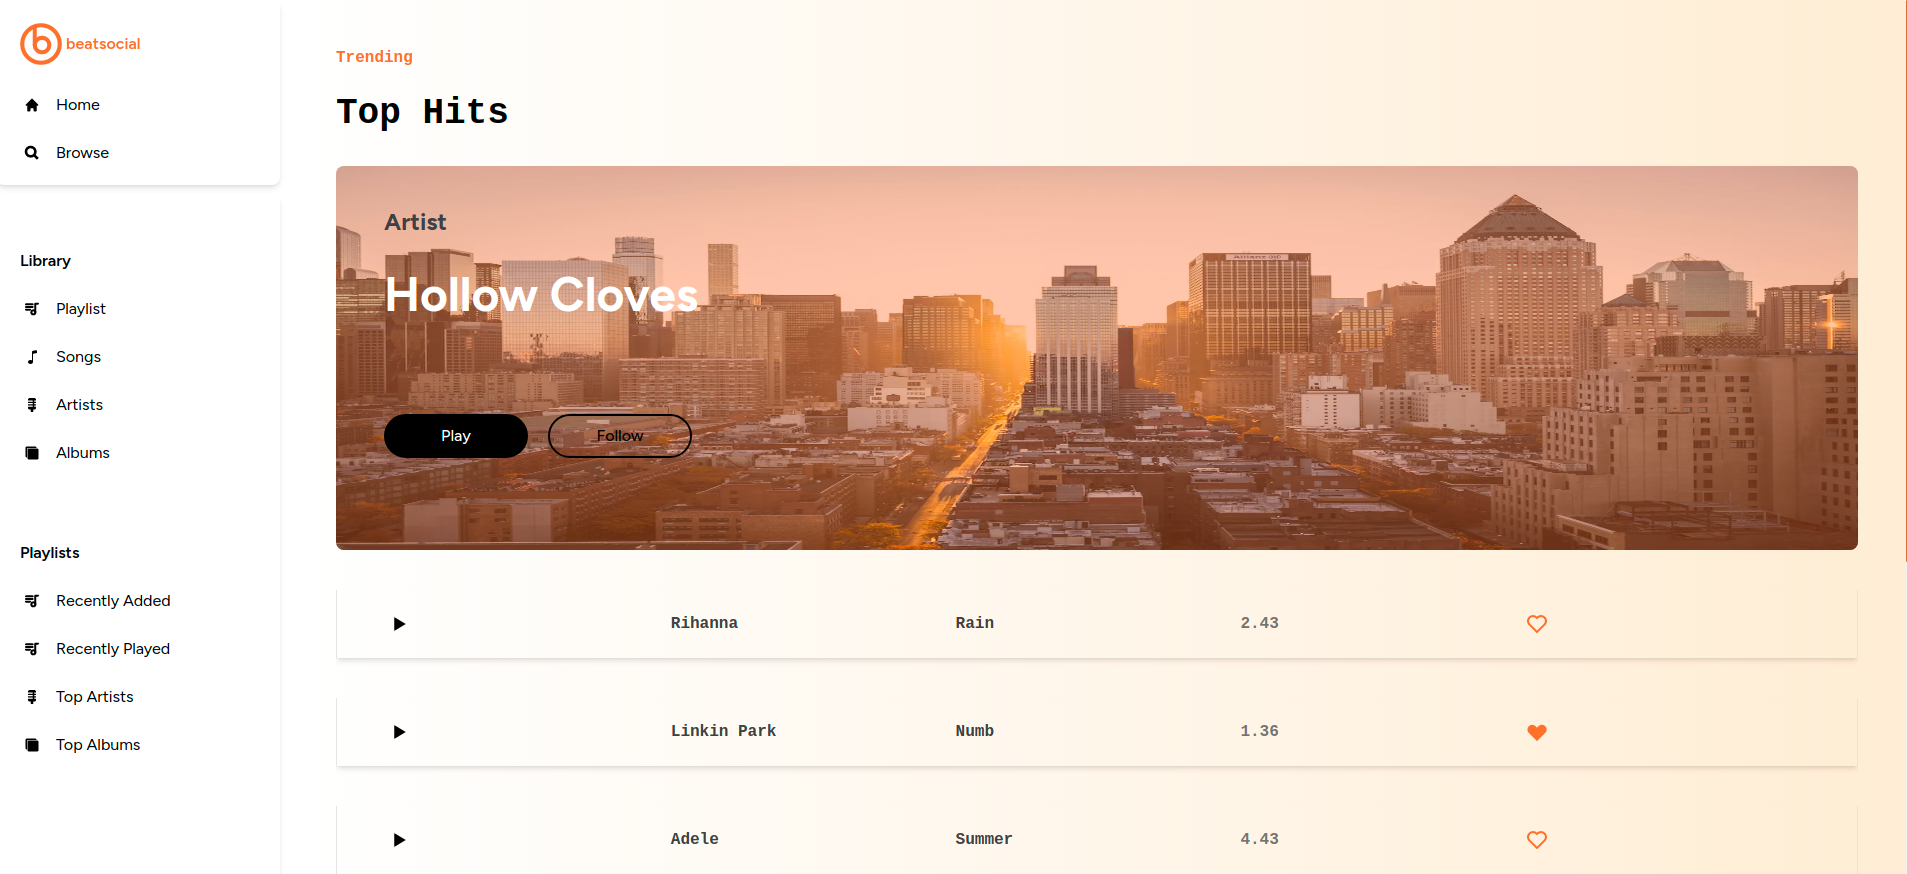 beatsocial
Home
Browse
Library
Playlist
Songs
Artists
Albums
Playlists
Recently Added
Recently Played
Top Artists
Top Albums
Trending
Top Hits
Artist
Hollow Cloves
Allianz
Play
Follow
Rihanna Rain 2.43
Linkin Park Numb 1.36
Adele Summer 4.43